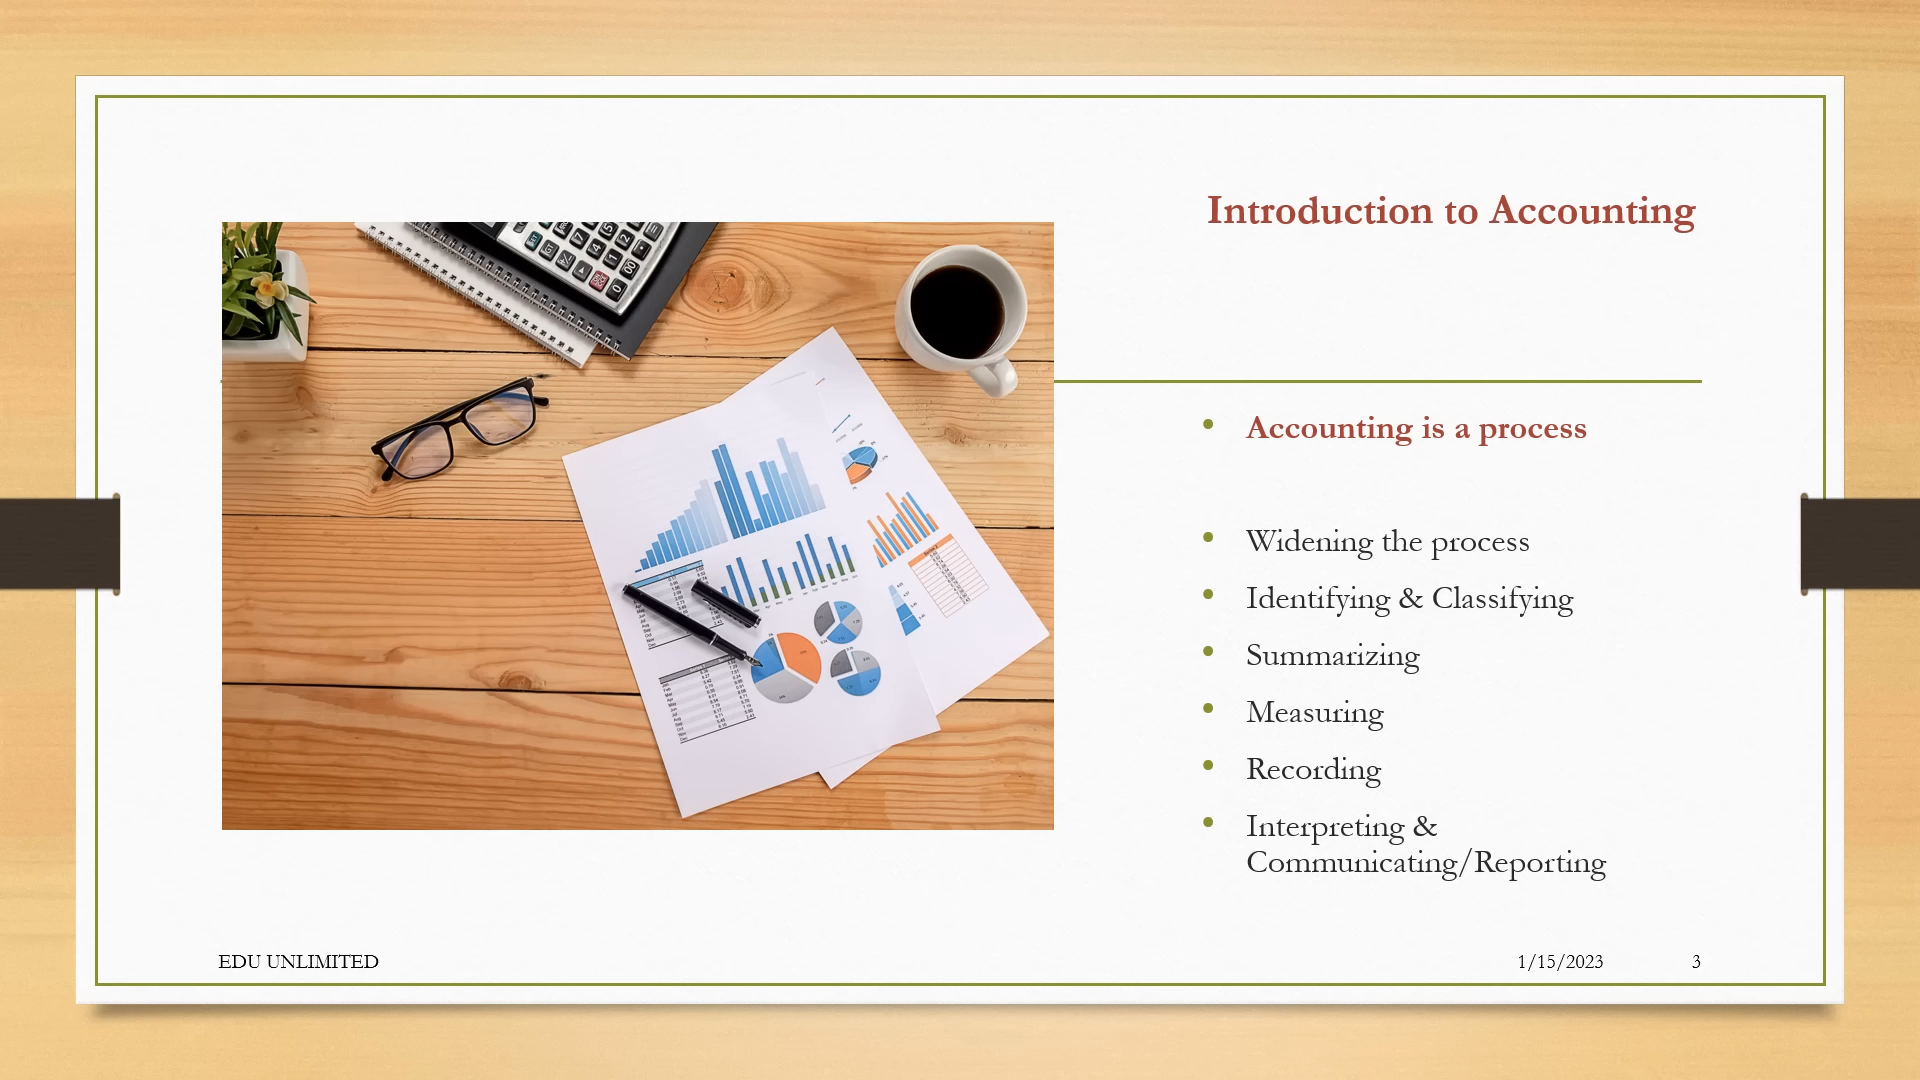 Introduction to Accounting
• Accounting is a process
• Widening the process
• Identifying & Classifying
• Summarizing
• Measuring
• Recording
• Interpreting &
Communicating/Reporting
EDU UNLIMITED
1/15/2023
3